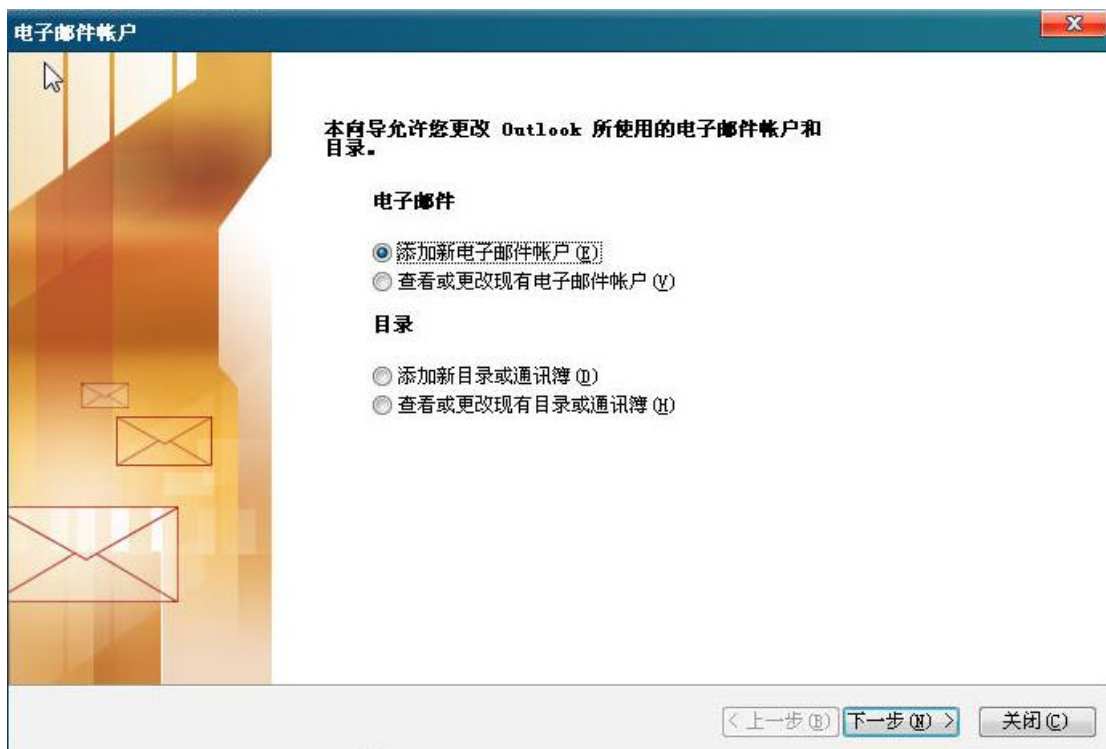 电子邮件帐户
本向导允许您更改 Outlook 所使用的电子邮件帐户和
目录。
电子邮件
添加新电子邮件帐户(E)
查看或更改现有电子邮件帐户(V)
目录
添加新目录或通讯簿(D)
查看或更改现有目录或通讯簿(H)
< 上一步(B) 下一步(N) > 关闭(C)